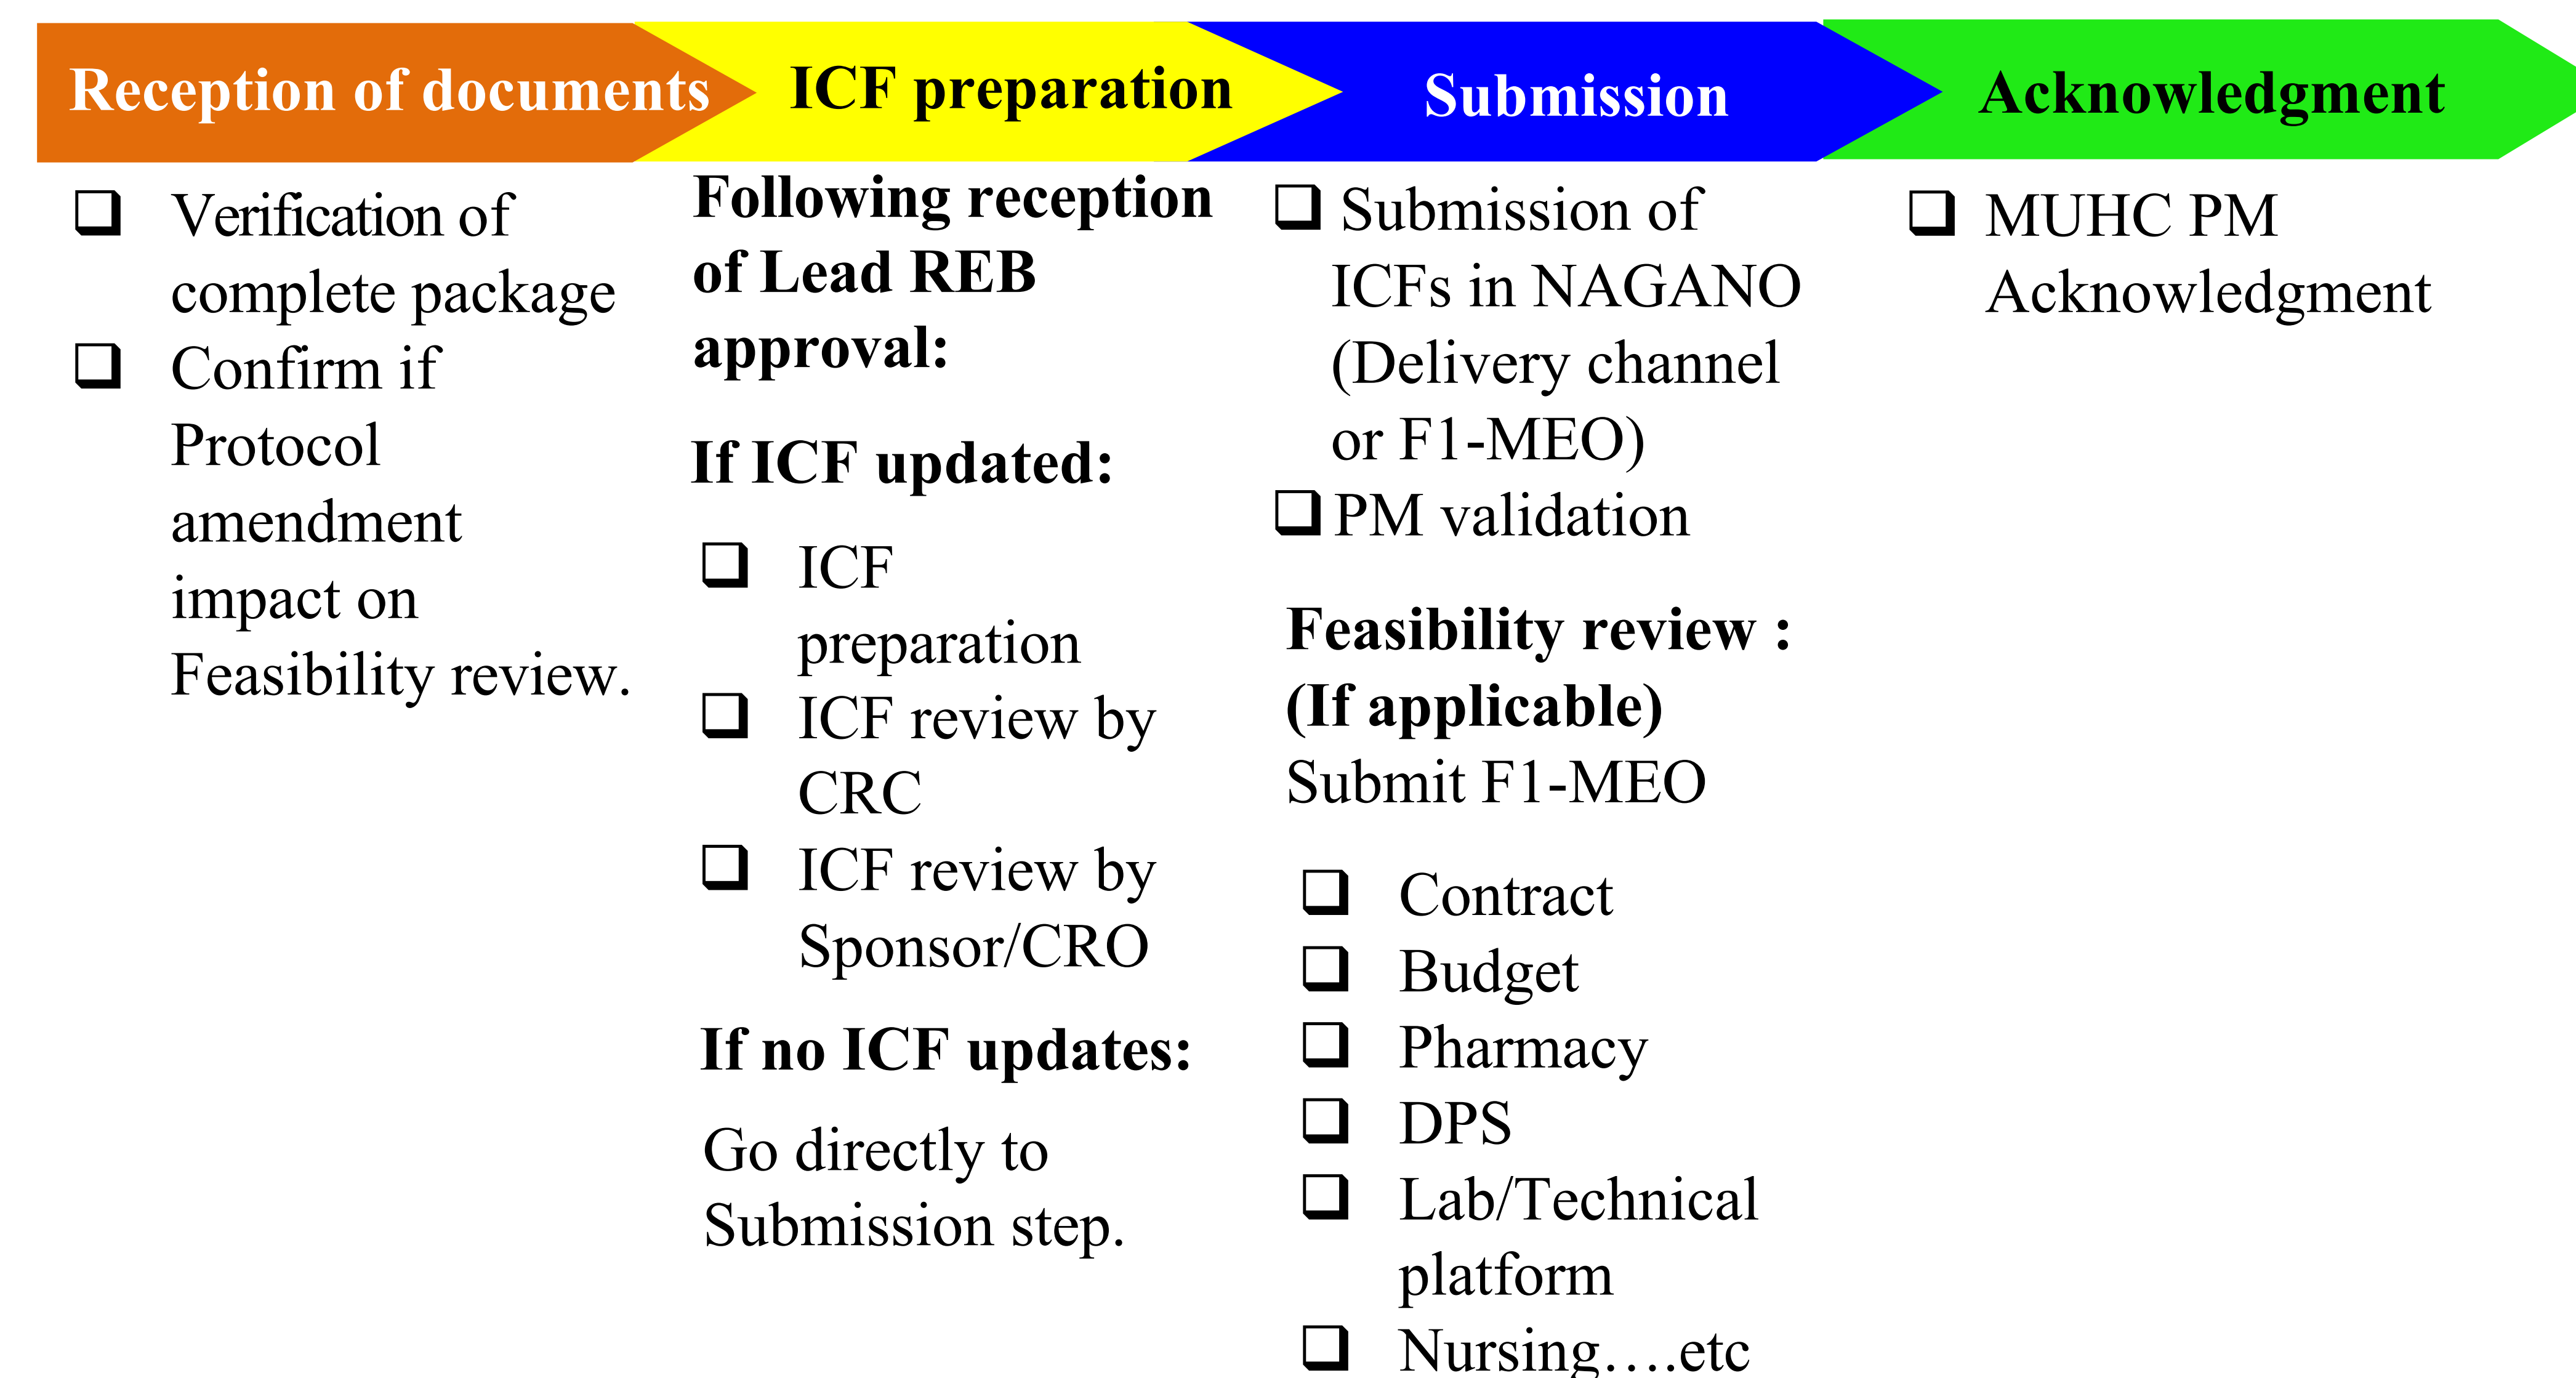 Reception of documents
ICF preparation
Submission
Acknowledgment
Verification of
complete package
Confirm if
Protocol
amendment
impact on
Feasibility review.
Following reception
of Lead REB
approval:
If ICF updated:
ICF
preparation
ICF review by
CRC
ICF review by
Sponsor/CRO
If no ICF updates:
Go directly to
Submission step.
Submission of
ICFs in NAGANO
(Delivery channel
or F1-MEO)
PM validation
Feasibility review :
(If applicable)
Submit F1-MEO
Contract
Budget
Pharmacy
DPS
Lab/Technical
platform
Nursing….etc
MUHC PM
Acknowledgment